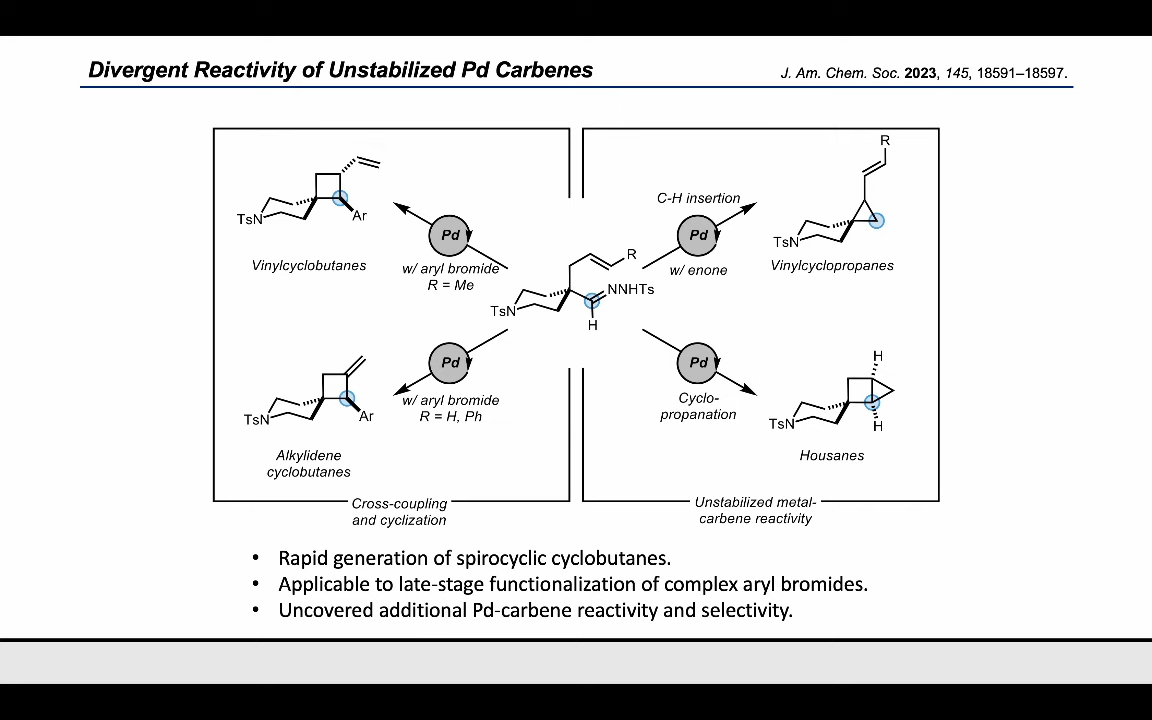 Divergent Reactivity of Unstabilized Pd Carbenes
J. Am. Chem. Soc. 2023, 145, 18591–18597.
TsN
Ar
Vinylcyclobutanes
Pd
w/ aryl bromide
R = Me
TsN
Ar
Alkylidene
cyclobutanes
Pd
w/ aryl bromide
R = H, Ph
Cross-coupling
and cyclization
R
NNHTs
TsN
H
C-H insertion
Pd
w/ enone
R
TsN
Vinylcyclopropanes
Pd
Cyclo-
propanation
H
TsN
H
Housanes
Unstabilized metal-
carbene reactivity
• Rapid generation of spirocyclic cyclobutanes.
• Applicable to late-stage functionalization of complex aryl bromides.
• Uncovered additional Pd-carbene reactivity and selectivity.